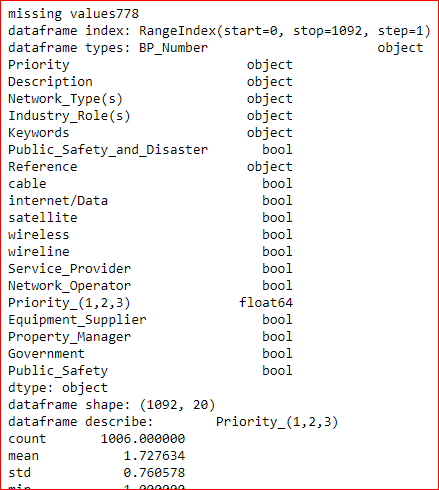 missing values778
dataframe index: RangeIndex(start=0, stop=1092, step=1)
dataframe types: BP_Number object
Priority object
Description object
Network_Type(s) object
Industry_Role(s) object
Keywords object
Public_Safety_and_Disaster bool
Reference object
cable bool
internet/Data bool
satellite bool
wireless bool
wireline bool
Service_Provider bool
Network_Operator bool
Priority_(1,2,3) float64
Equipment_Supplier bool
Property_Manager bool
Government bool
Public_Safety bool
dtype: object
dataframe shape: (1092, 20)
dataframe describe: Priority_(1,2,3)
count 1006.000000
mean 1.727634
std 0.760578
min 1.000000